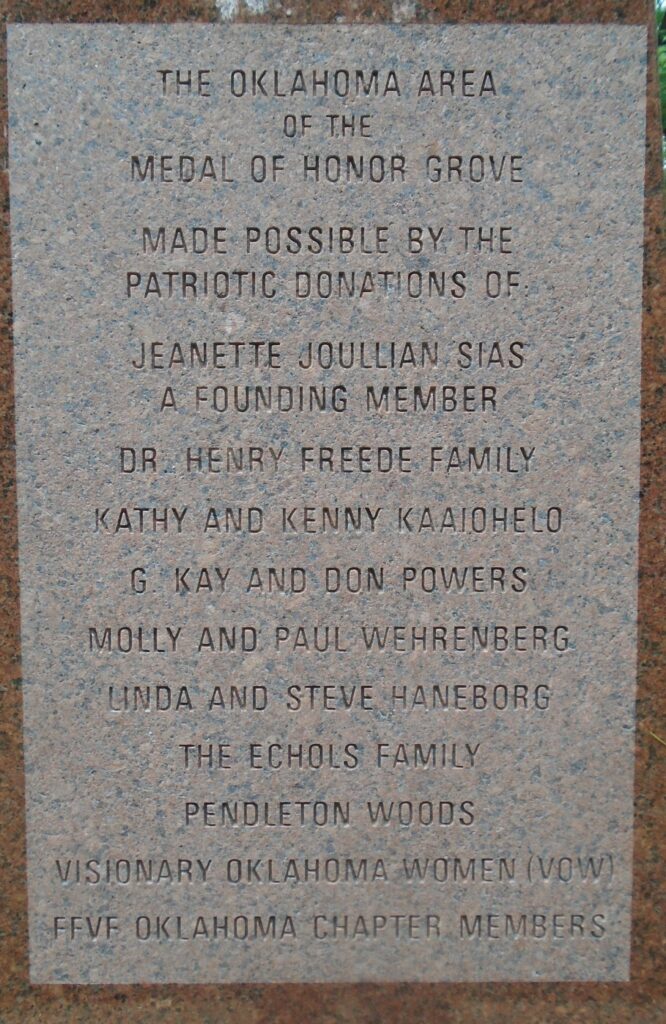 THE OKLAHOMA AREA
OF THE
MEDAL OF HONOR GROVE
MADE POSSIBLE BY THE
PATRIOTIC DONATIONS OF:
JEANETTE JOULLIAN SIAS
A FOUNDING MEMBER
DR. HENRY FREEDE FAMILY
KATHY AND KENNY KAAIOHELO
G. KAY AND DON POWERS
MOLLY AND PAUL WEHRENBERG
LINDA AND STEVE HANEBORG
THE ECHOLS FAMILY
PENDLETON WOODS
VISIONARY OKLAHOMA WOMEN (VOW)
FFVF OKLAHOMA CHAPTER MEMBERS